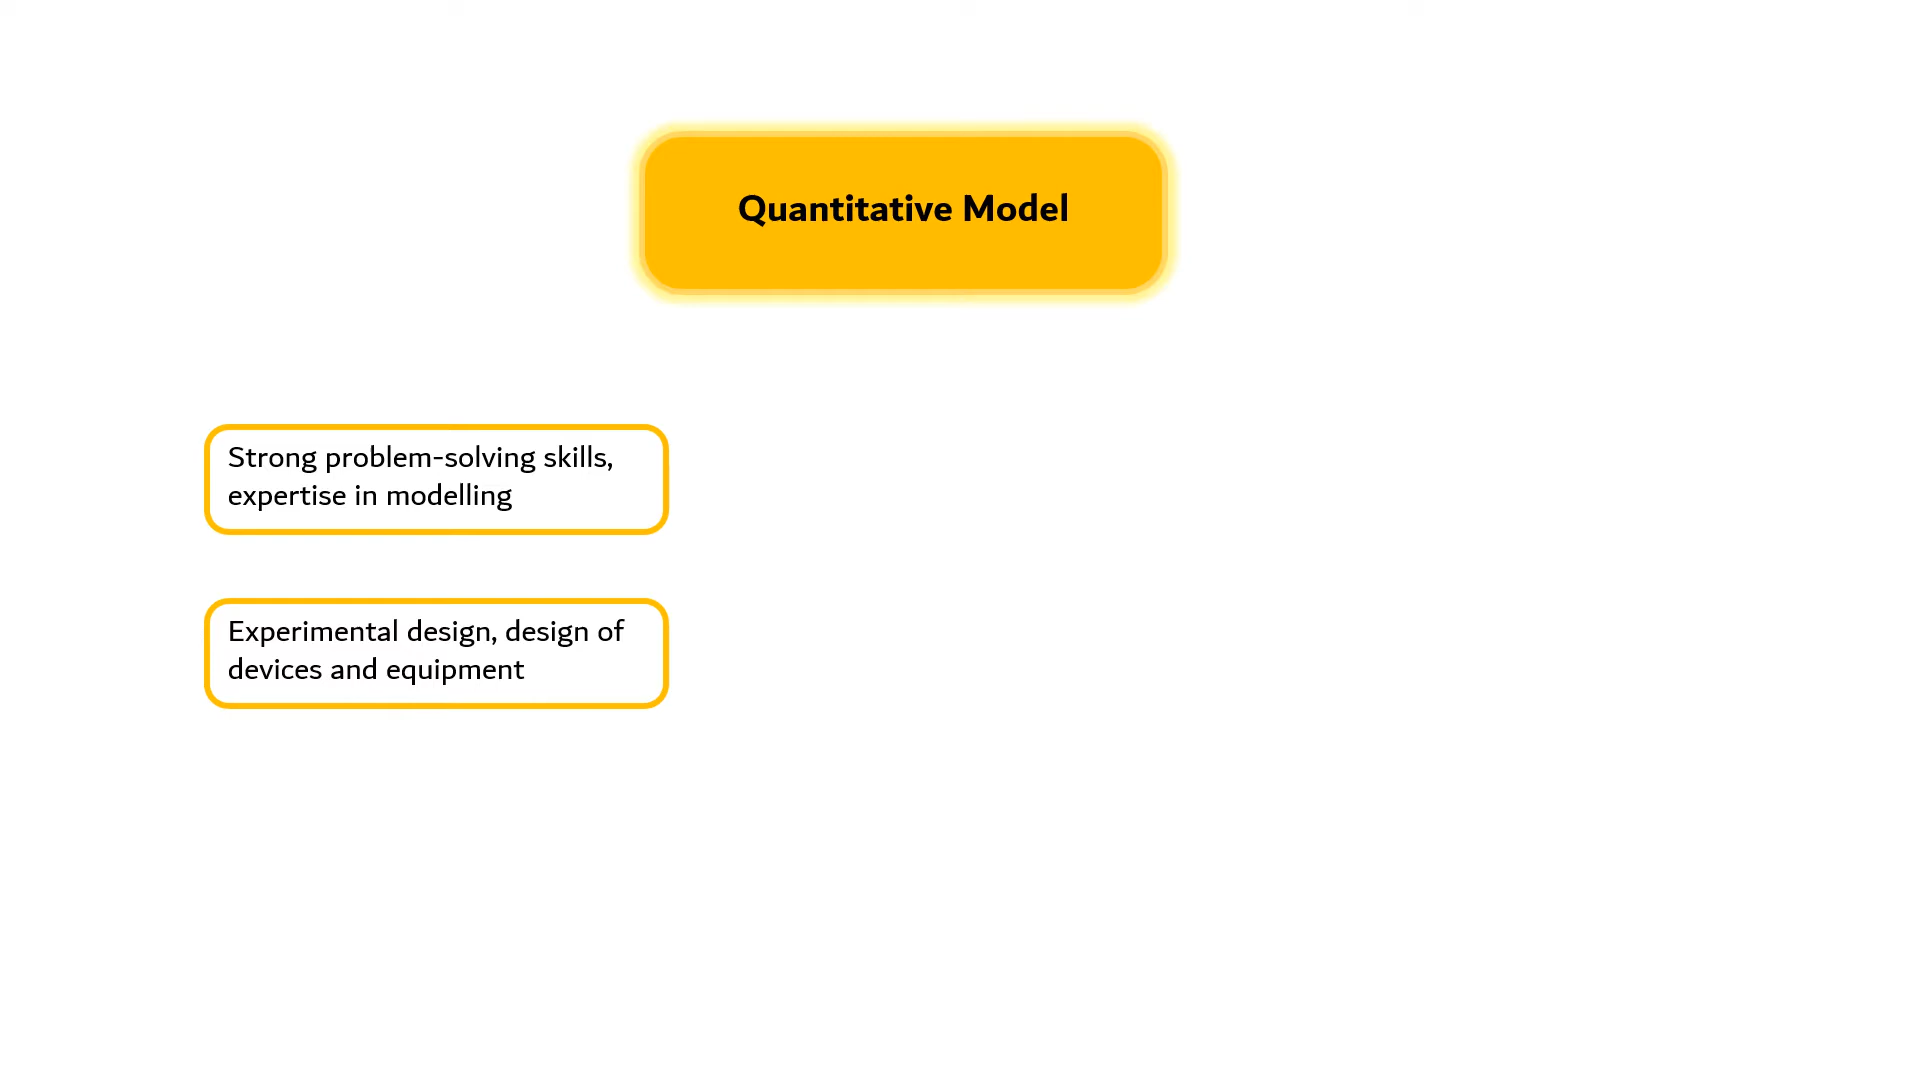 Quantitative Model
Strong problem-solving skills,
expertise in modelling
Experimental design, design of
devices and equipment